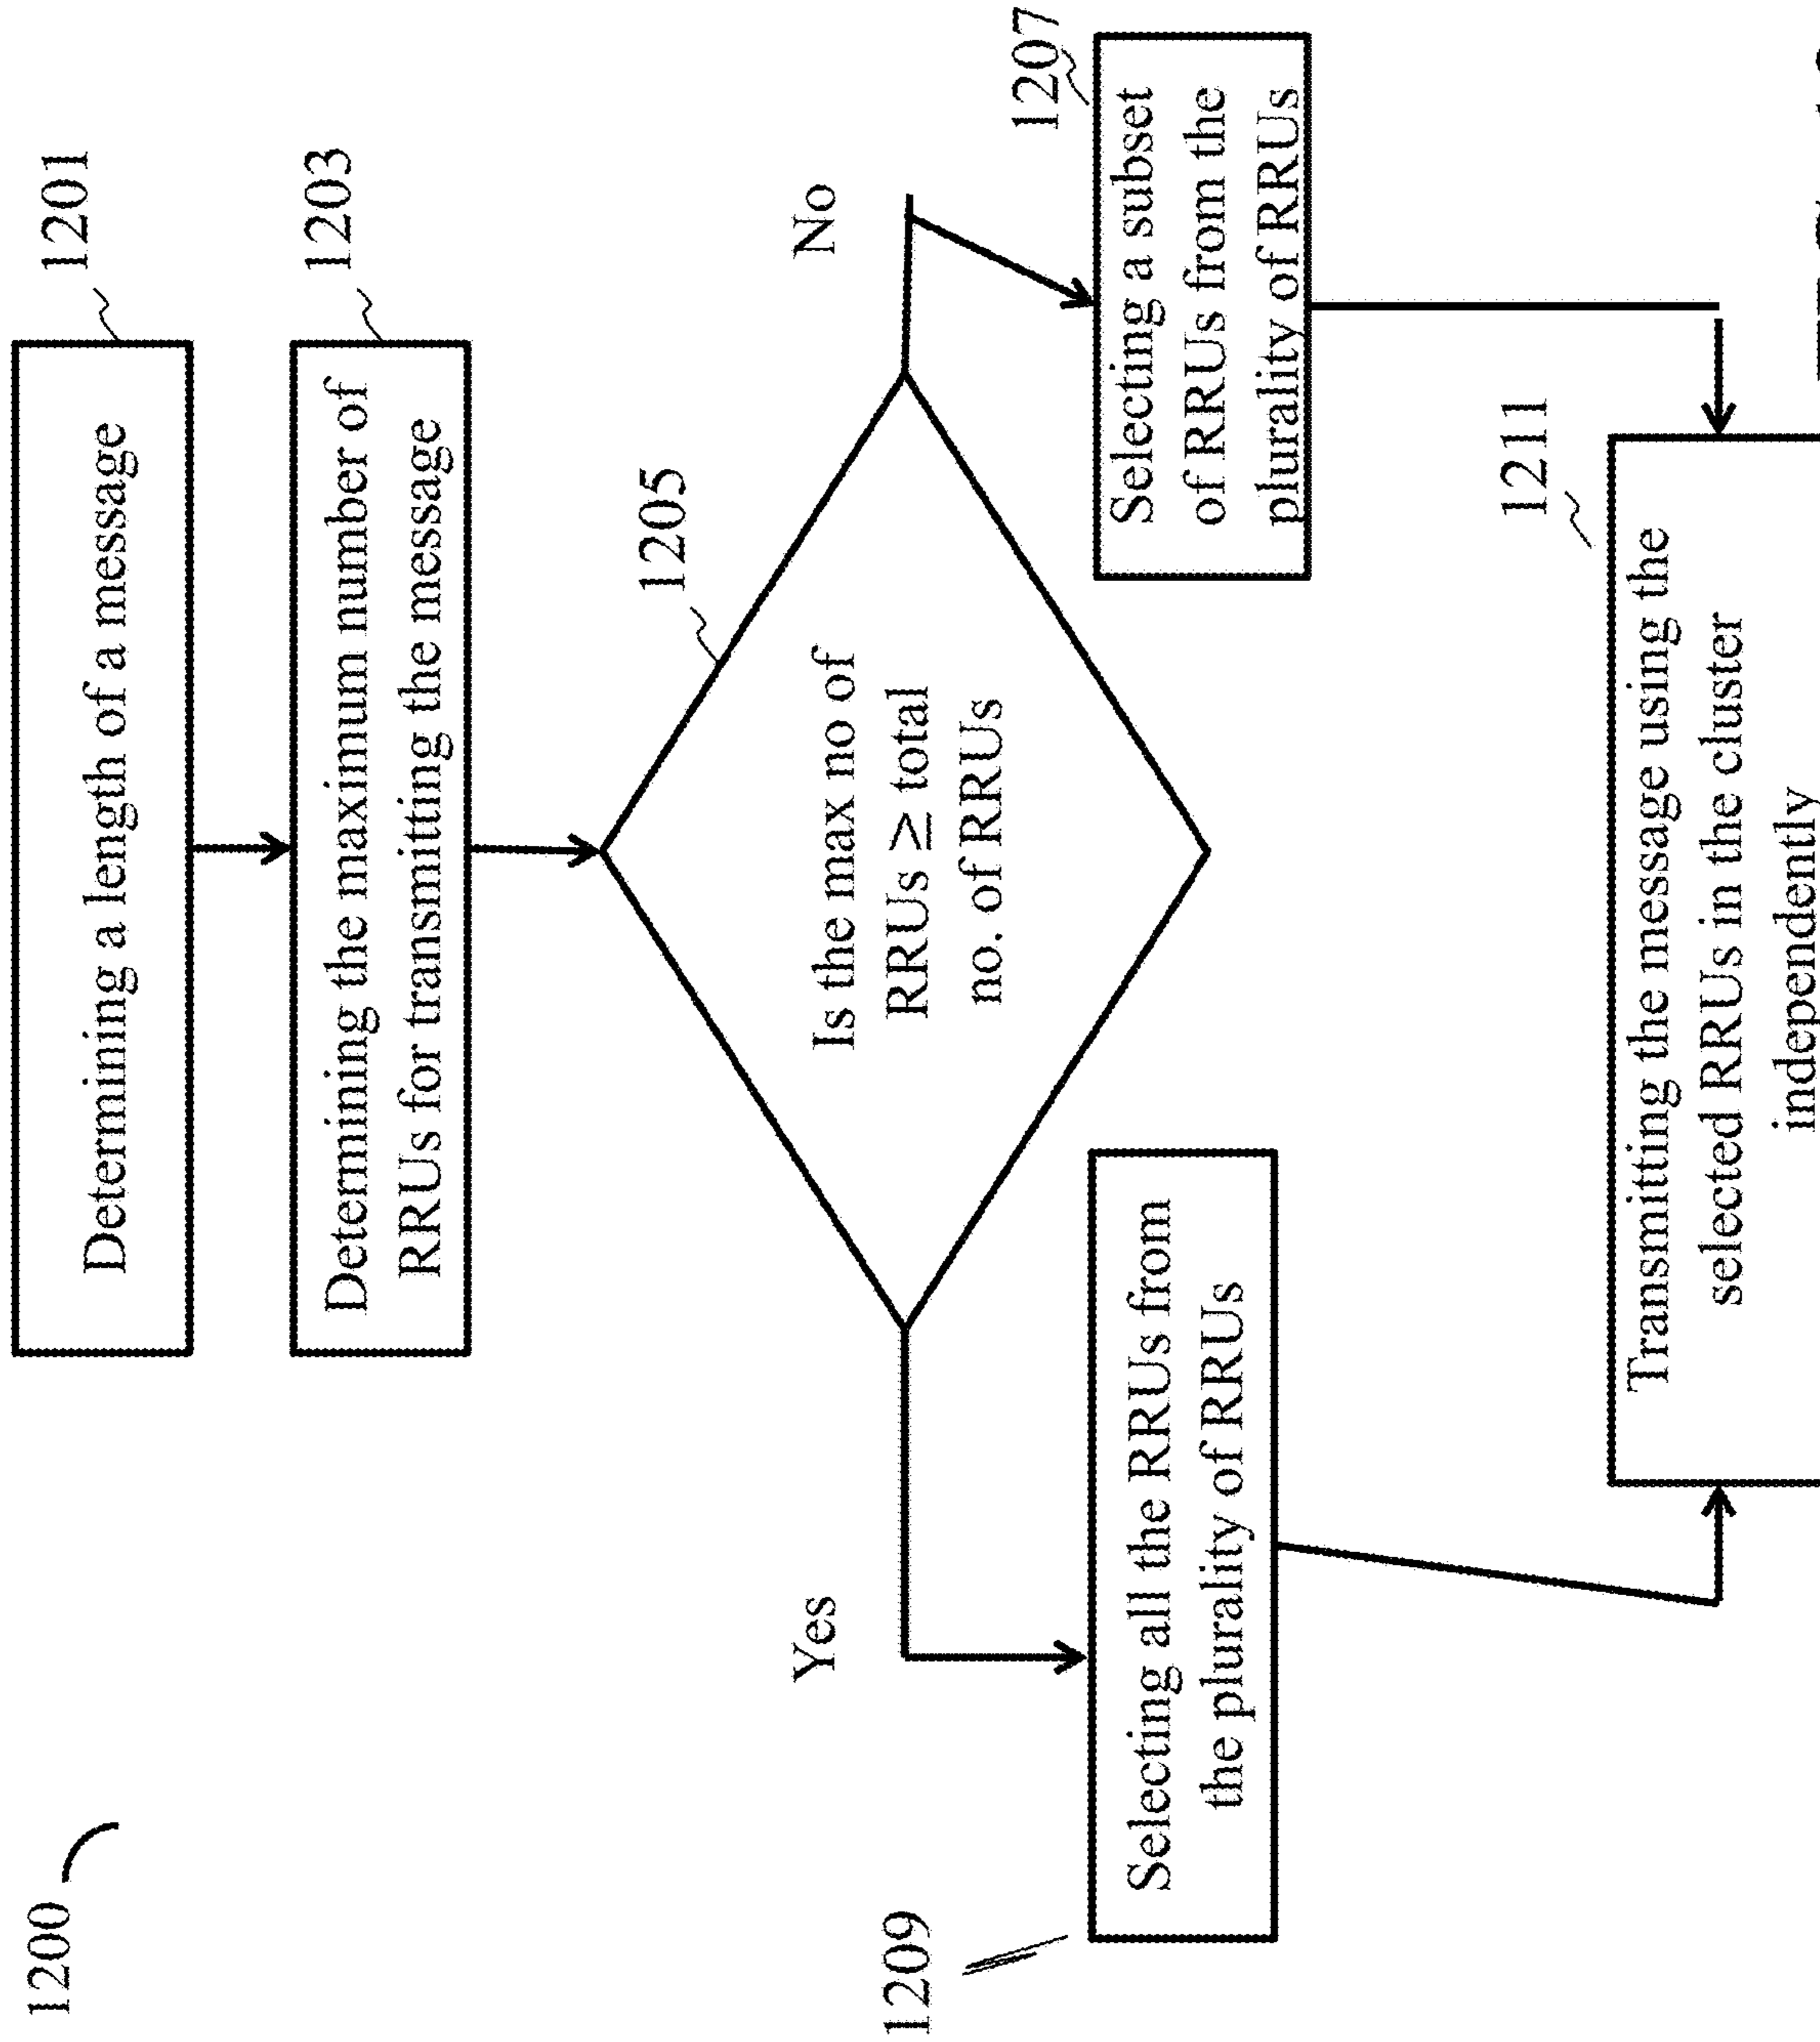 1200
1201
Determining a length of a message
1203
Determining the maximum number of
RRUs for transmitting the message
1205
Is the max no of
RRUs ≥ total
no. of RRUs
Yes
No
1209
Selecting all the RRUs from
the plurality of RRUs
1207
Selecting a subset
of RRUs from the
plurality of RRUs
1211
Transmitting the message using the
selected RRUs in the cluster
independently